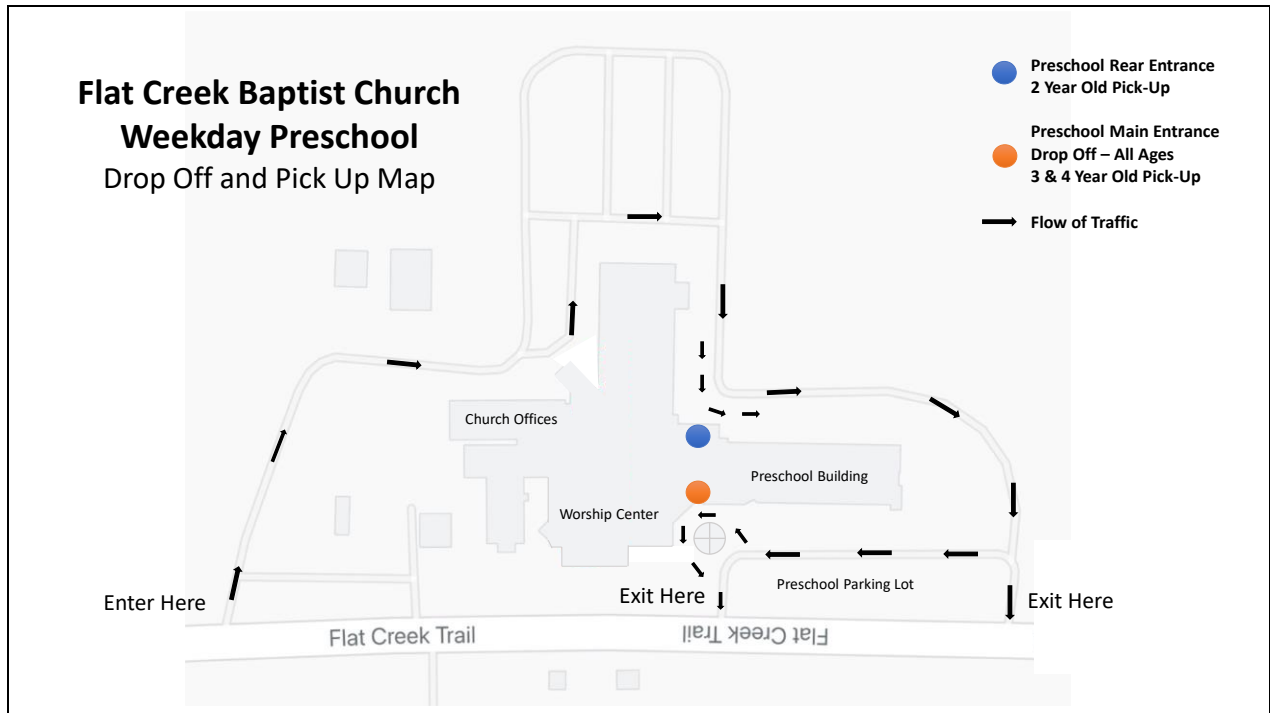 Flat Creek Baptist Church
Weekday Preschool
Drop Off and Pick Up Map
Preschool Rear Entrance
2 Year Old Pick-Up
Preschool Main Entrance
Drop Off – All Ages
3 & 4 Year Old Pick-Up
Flow of Traffic
Church Offices
Preschool Building
Worship Center
Preschool Parking Lot
Enter Here
Exit Here
Exit Here
Flat Creek Trail
Flat Creek Trail